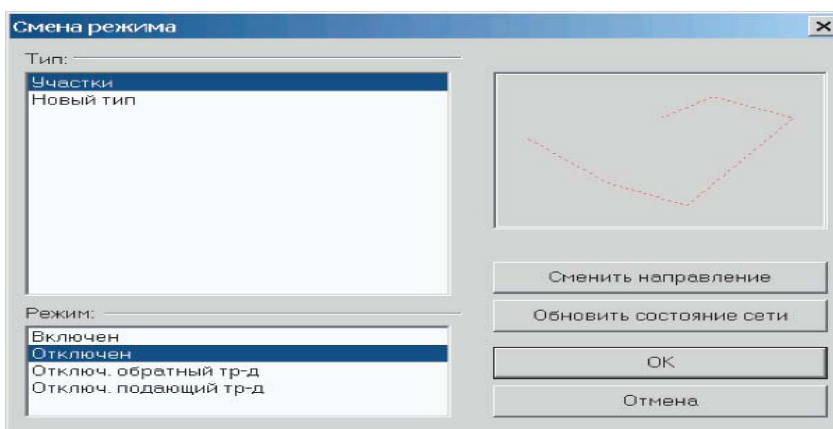 Смена режима
Тип:
Участки
Новый тип
Сменить направление
Обновить состояние сети
Режим:
Включен
Отключен
Отключ. обратный тр-д
Отключ. подающий тр-д
ОК
Отмена